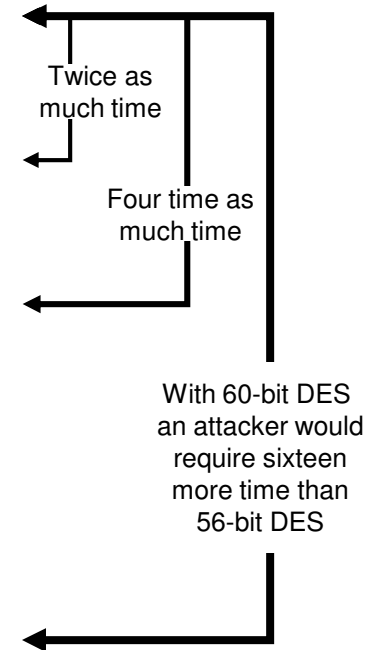 Twice as
much time
Four time as
much time
With 60-bit DES
an attacker would
require sixteen
more time than
56-bit DES